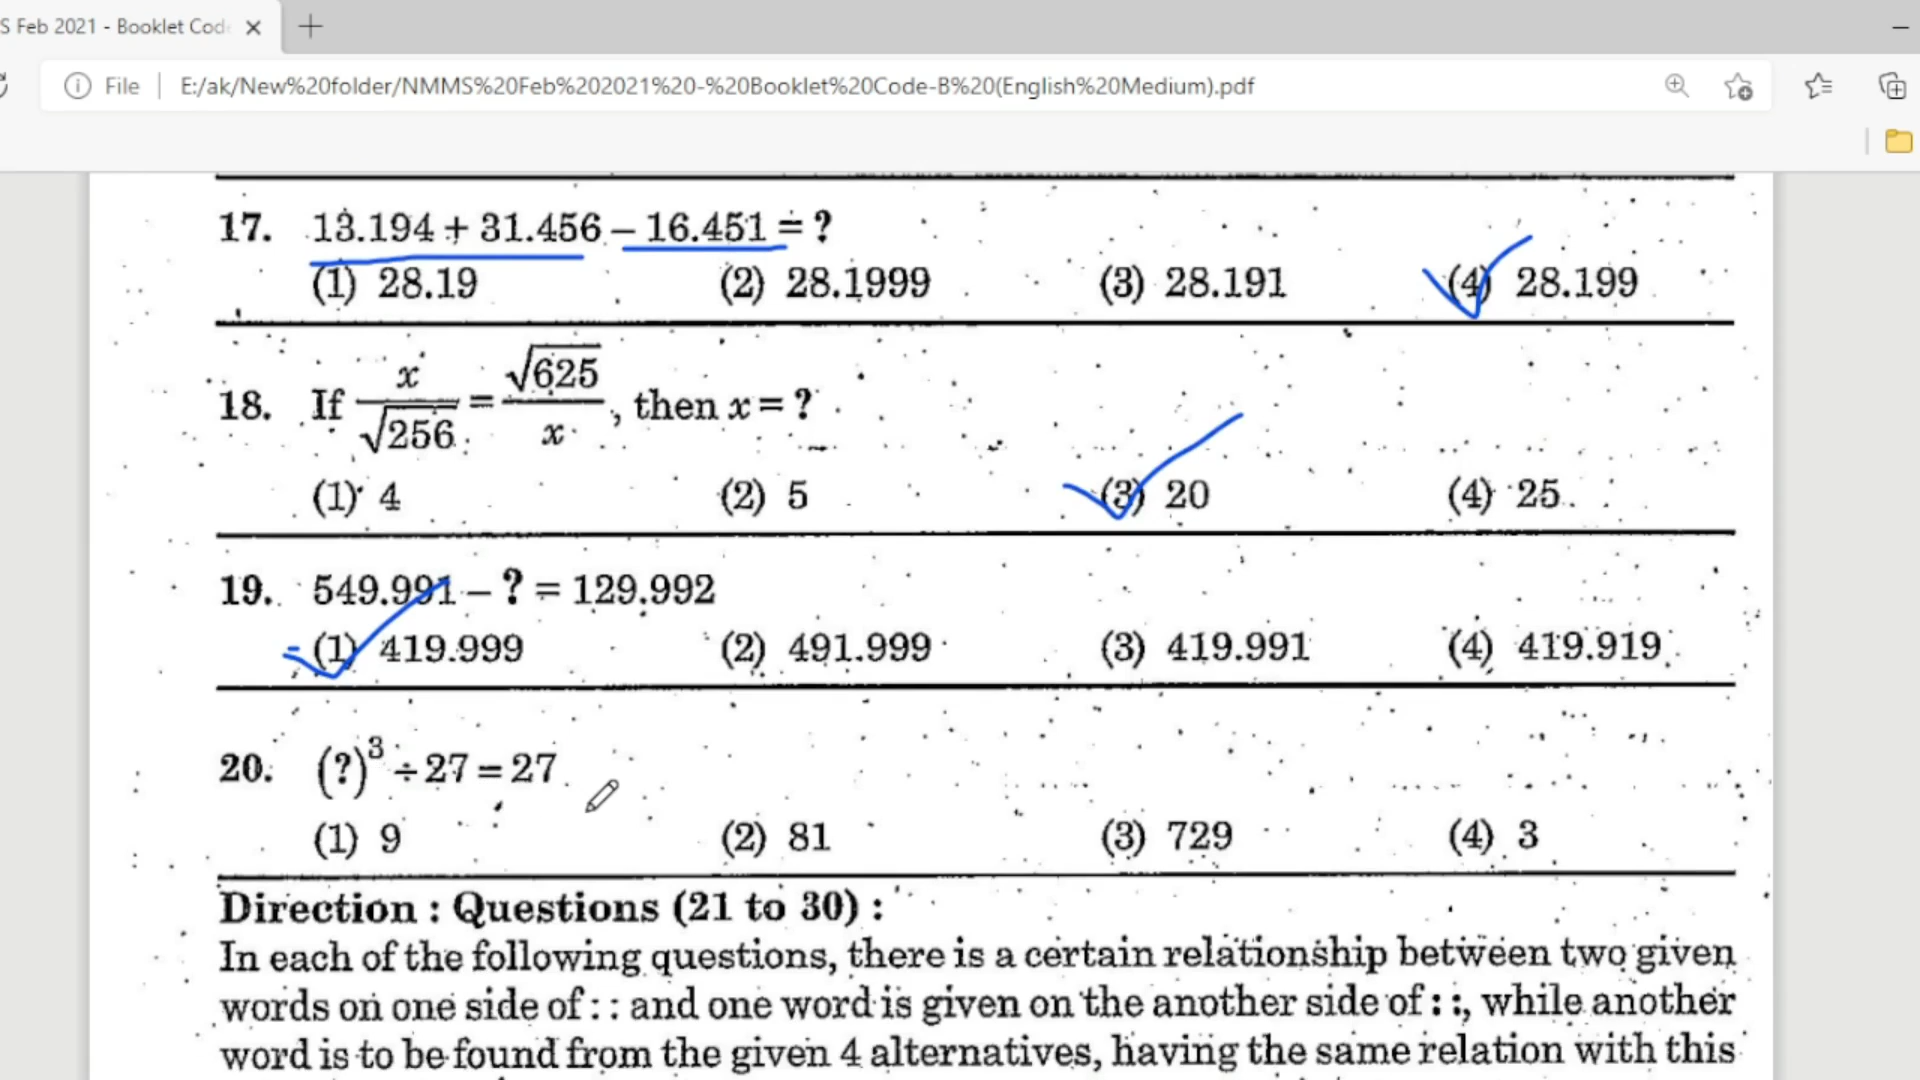 S Feb 2021 - Booklet Cod
File E:/ak/New%20folder/NMMS%20Feb%202021%20-%20Booklet%20Code-B%20(English%20Medium).pdf
17. 13.194 + 31.456 – 16.451 = ?
(1) 28.19 (2) 28.1999 (3) 28.191 (4) 28.199
18. If x/√256 = √625/x, then x = ?
(1) 4 (2) 5 (3) 20 (4) 25
19. 549.991 – ? = 129.992
(1) 419.999 (2) 491.999 (3) 419.991 (4) 419.919
20. (?)³ ÷ 27 = 27
(1) 9 (2) 81 (3) 729 (4) 3
Direction : Questions (21 to 30) :
In each of the following questions, there is a certain relationship between two given
words on one side of : : and one word is given on the another side of : :, while another
word is to be found from the given 4 alternatives, having the same relation with this